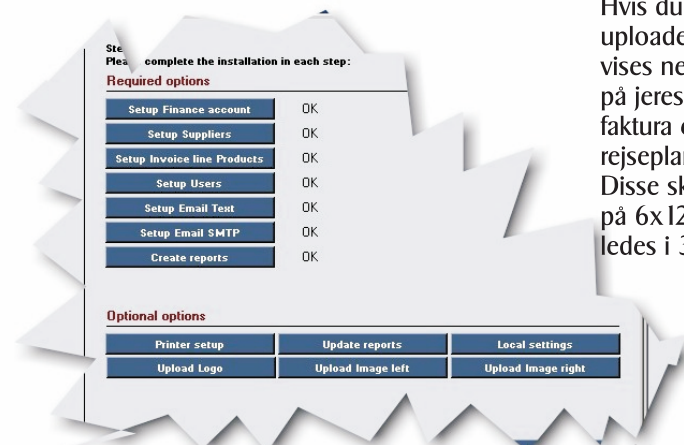 Ste
Plea complete the installation in each step:
Required options
Setup Finance account OK
Setup Suppliers OK
Setup Invoice line Products OK
Setup Users OK
Setup Email Text OK
Setup Email SMTP OK
Create reports OK
Optional options
Printer setup Update reports Local settings
Upload Logo Upload Image left Upload Image right
Hvis du
uploade
vises ne
på jeres
faktura
rejseplan
Disse sk
på 6x12
ledes i